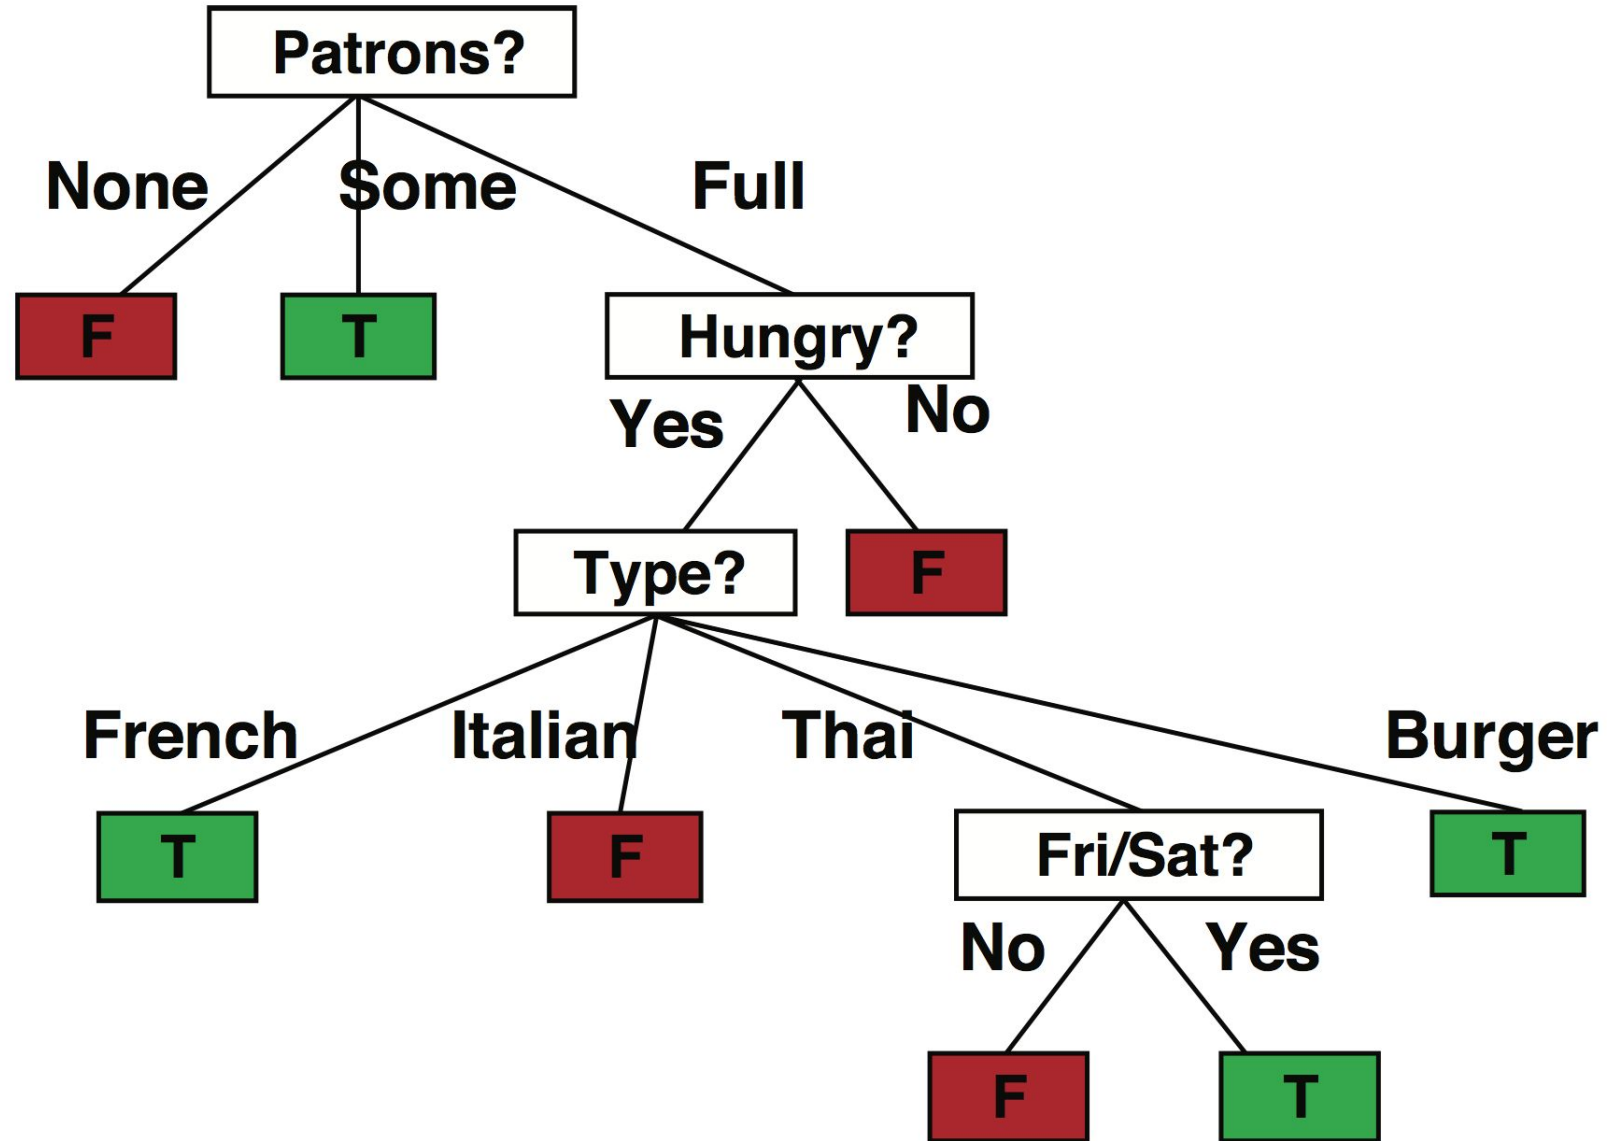 Patrons?
None Some Full
F T Hungry?
Yes No
Type? F
French Italian Thai Burger
T F Fri/Sat? T
No Yes
F T